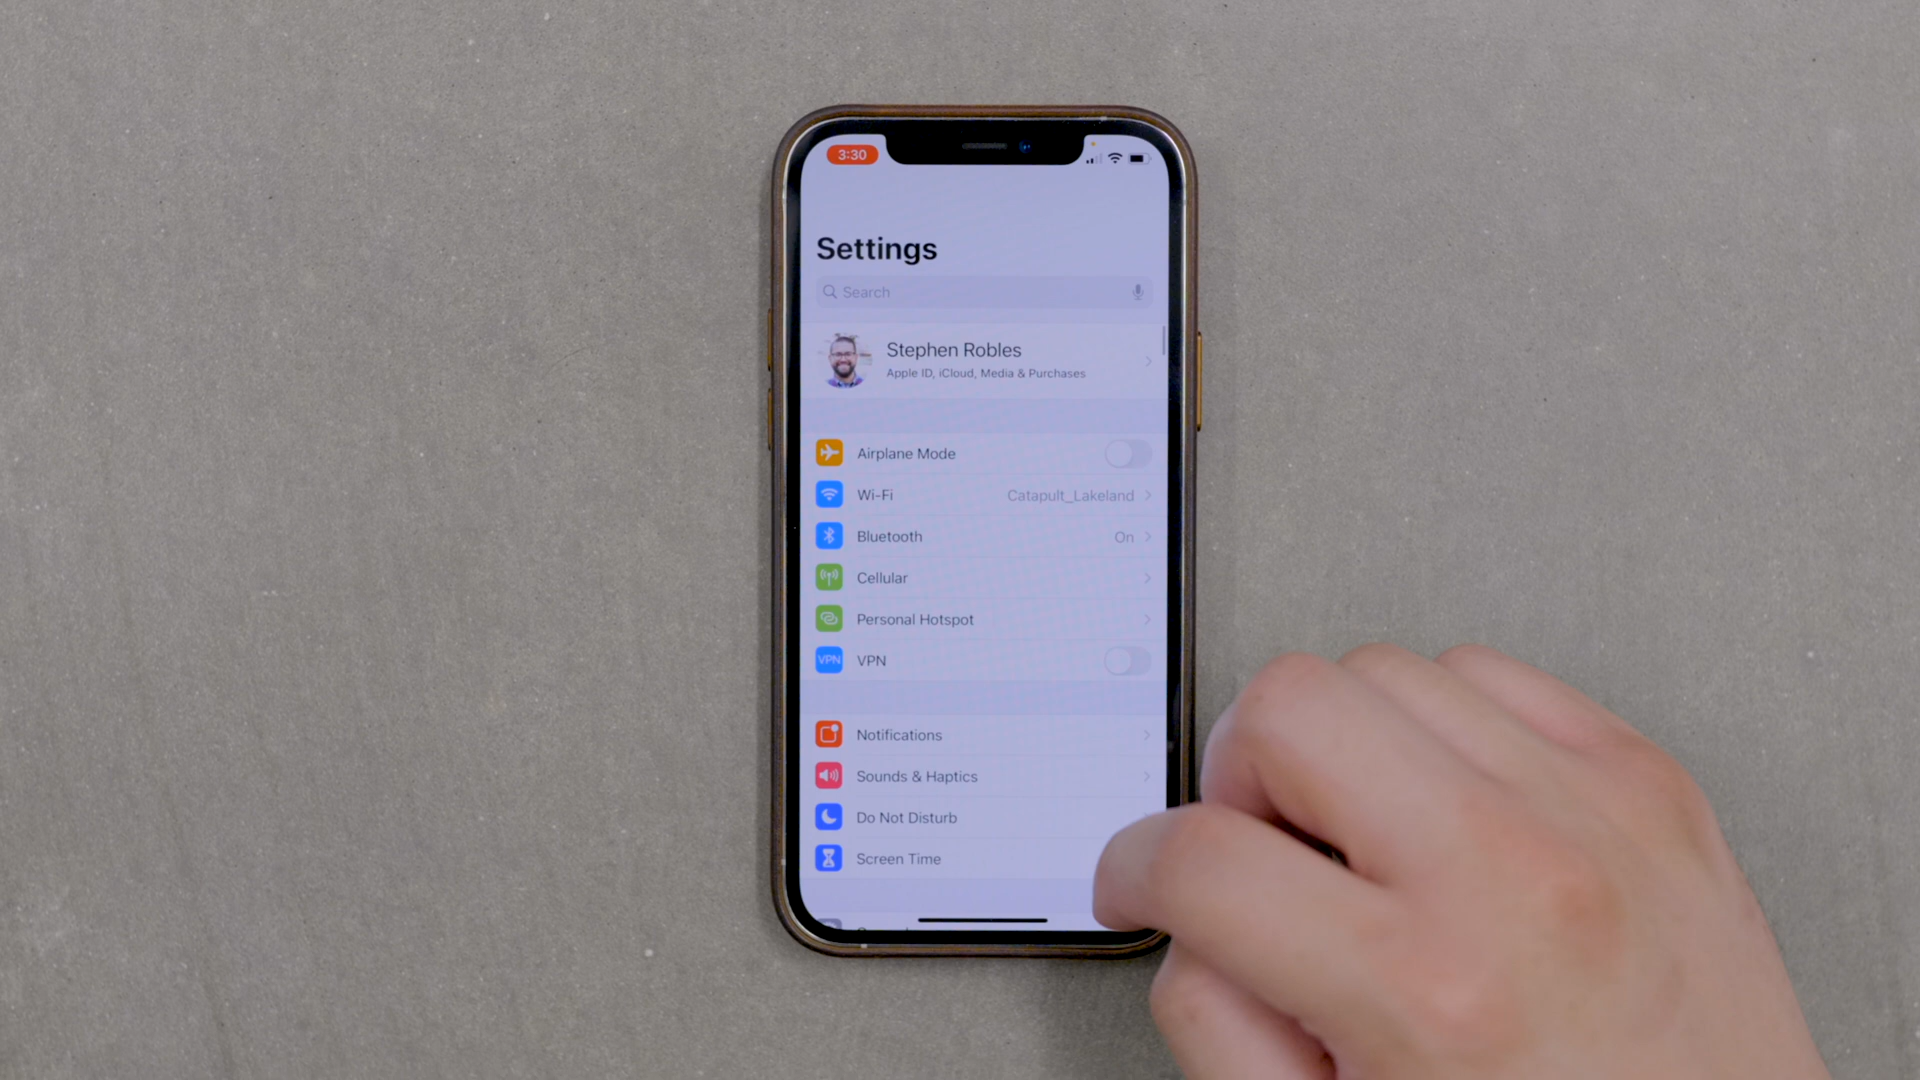 3:30
Settings
Search
Stephen Robles
Apple ID, iCloud, Media & Purchases
Airplane Mode
Wi-Fi Catapult_Lakeland
Bluetooth On
Cellular
Personal Hotspot
VPN VPN
Notifications
Sounds & Haptics
Do Not Disturb
Screen Time